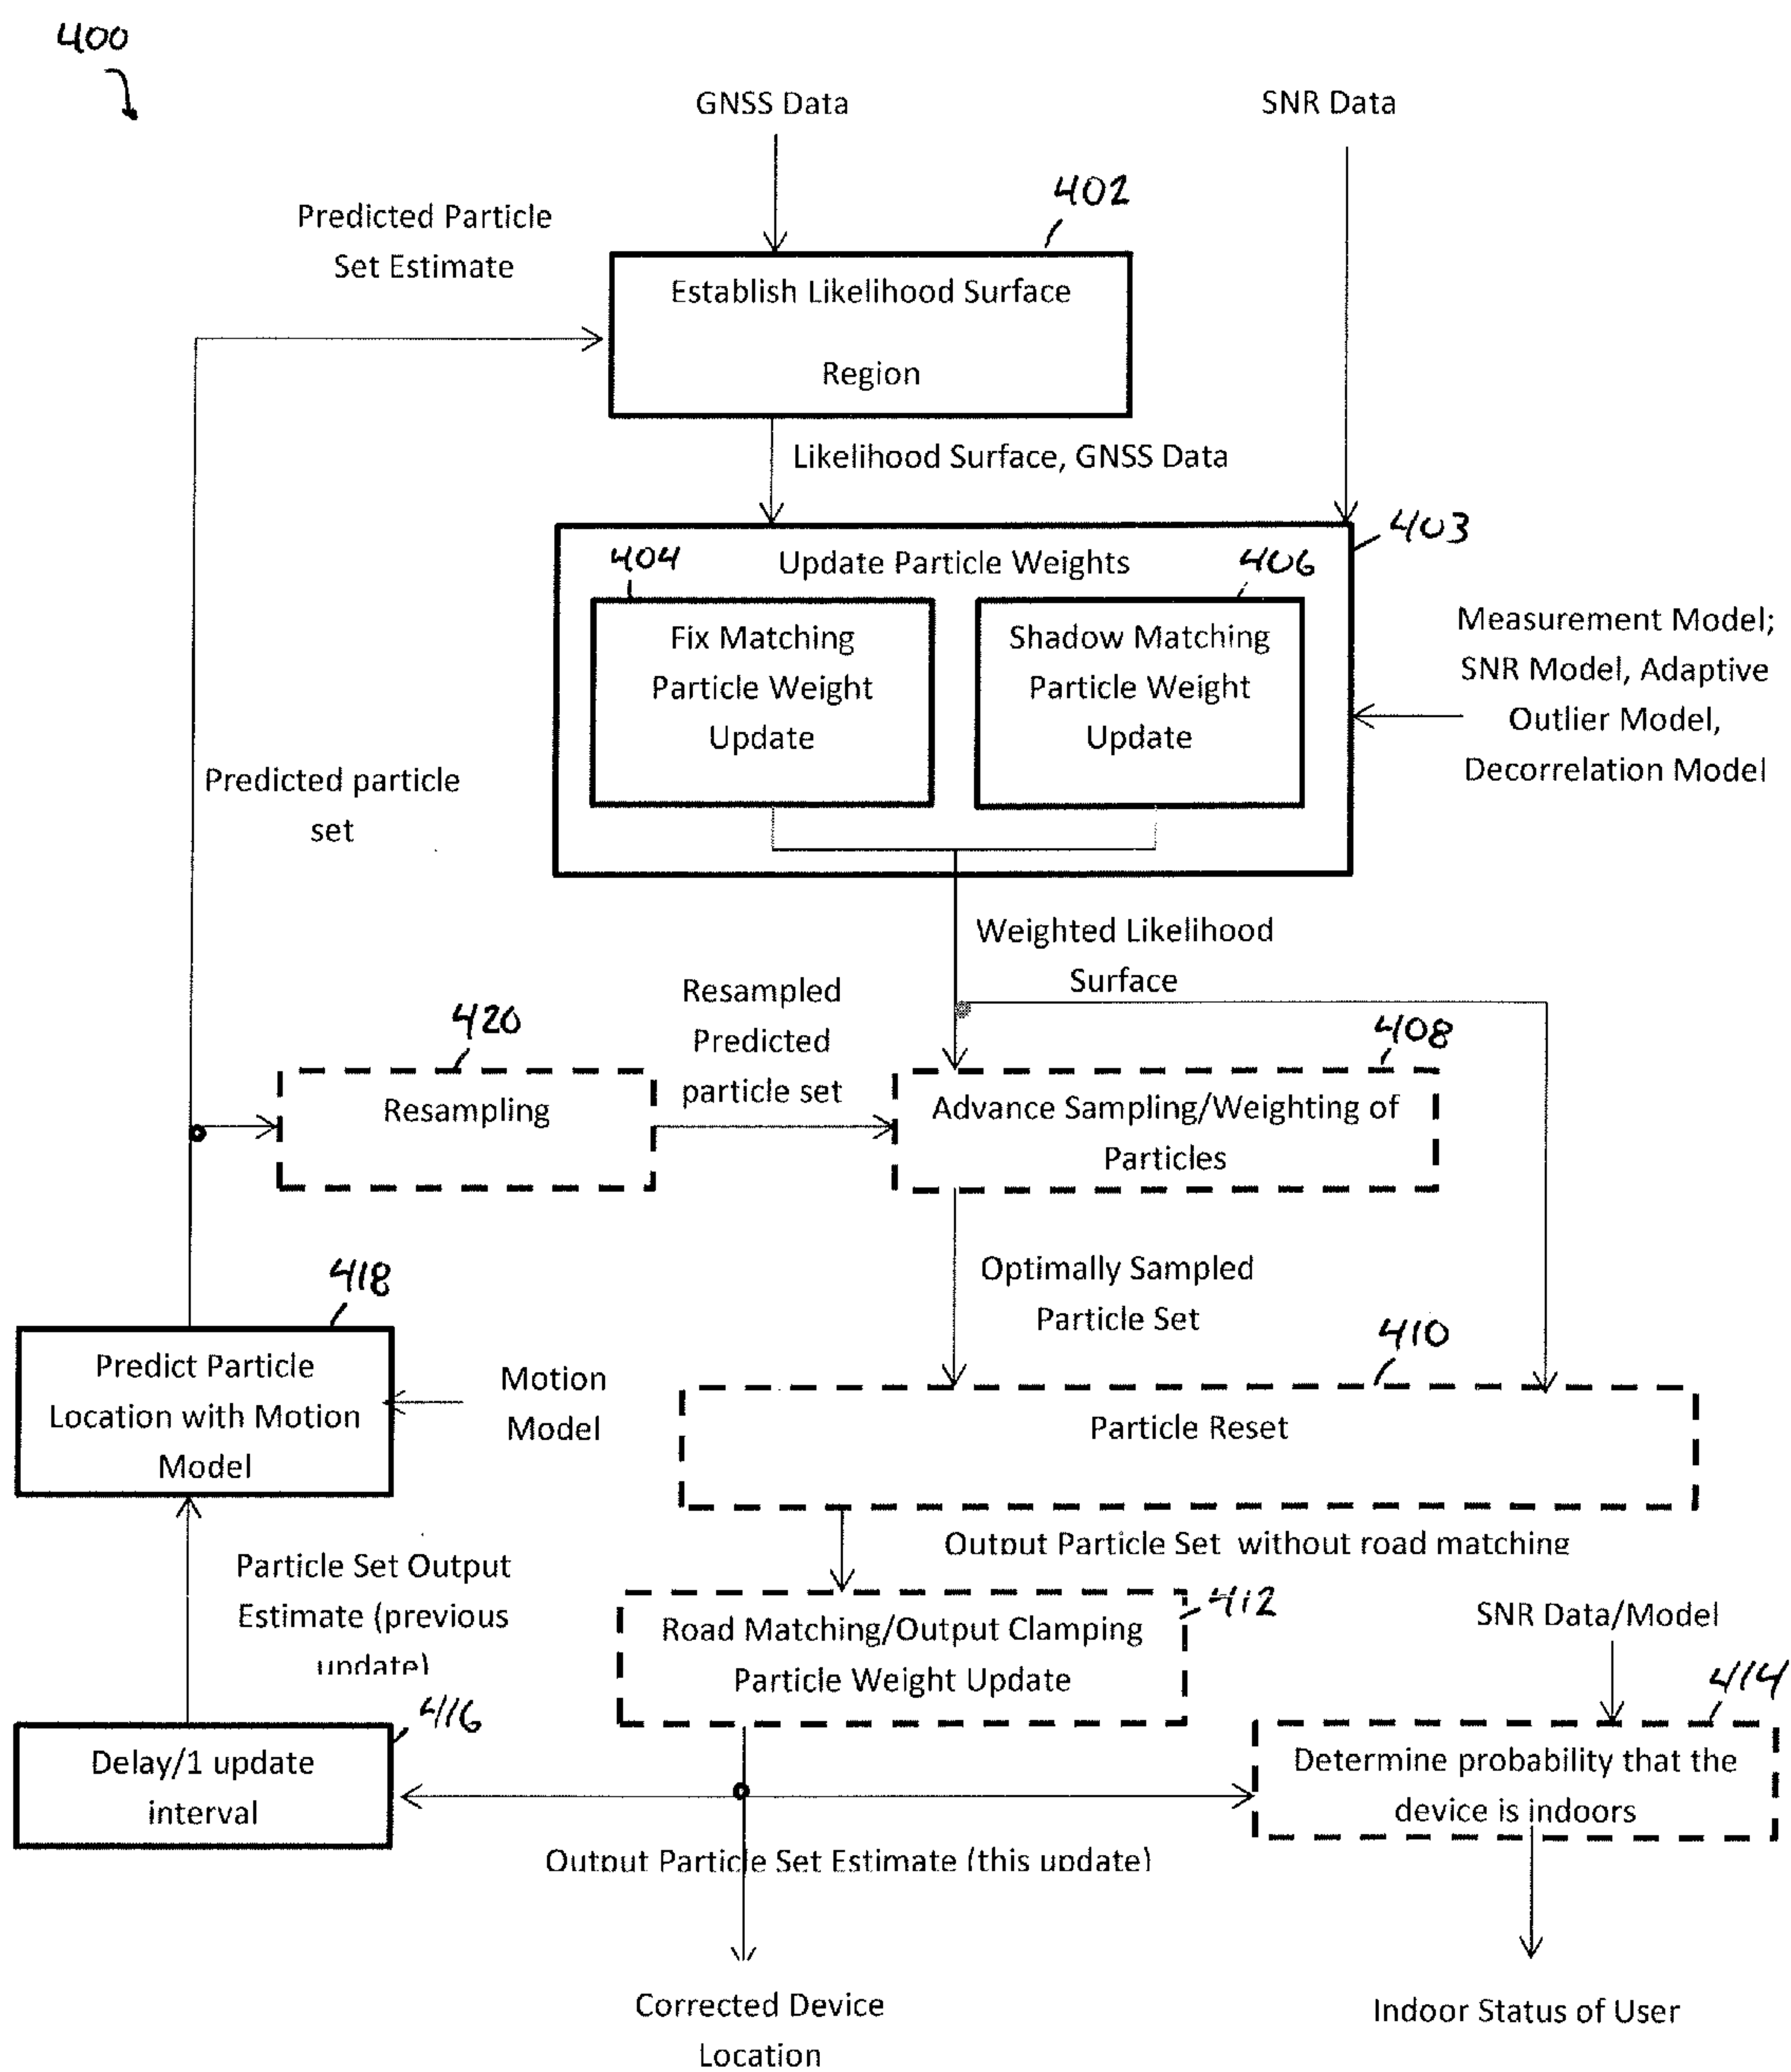 400
GNSS Data
SNR Data
402
Predicted Particle
Set Estimate
Establish Likelihood Surface
Region
Likelihood Surface, GNSS Data
403
404
Update Particle Weights
406
Fix Matching
Particle Weight
Update
Shadow Matching
Particle Weight
Update
Measurement Model;
SNR Model, Adaptive
Outlier Model,
Decorrelation Model
Predicted particle
set
Weighted Likelihood
Surface
Resampled
Predicted
particle set
420
408
Resampling
Advance Sampling/Weighting of
Particles
418
Optimally Sampled
Particle Set
410
Predict Particle
Location with Motion
Model
Motion
Model
Particle Reset
Output Particle Set without road matching
Particle Set Output
Estimate (previous
update)
412
Road Matching/Output Clamping
Particle Weight Update
SNR Data/Model
414
416
Delay/1 update
interval
Determine probability that the
device is indoors
Output Particle Set Estimate (this update)
Corrected Device
Location
Indoor Status of User